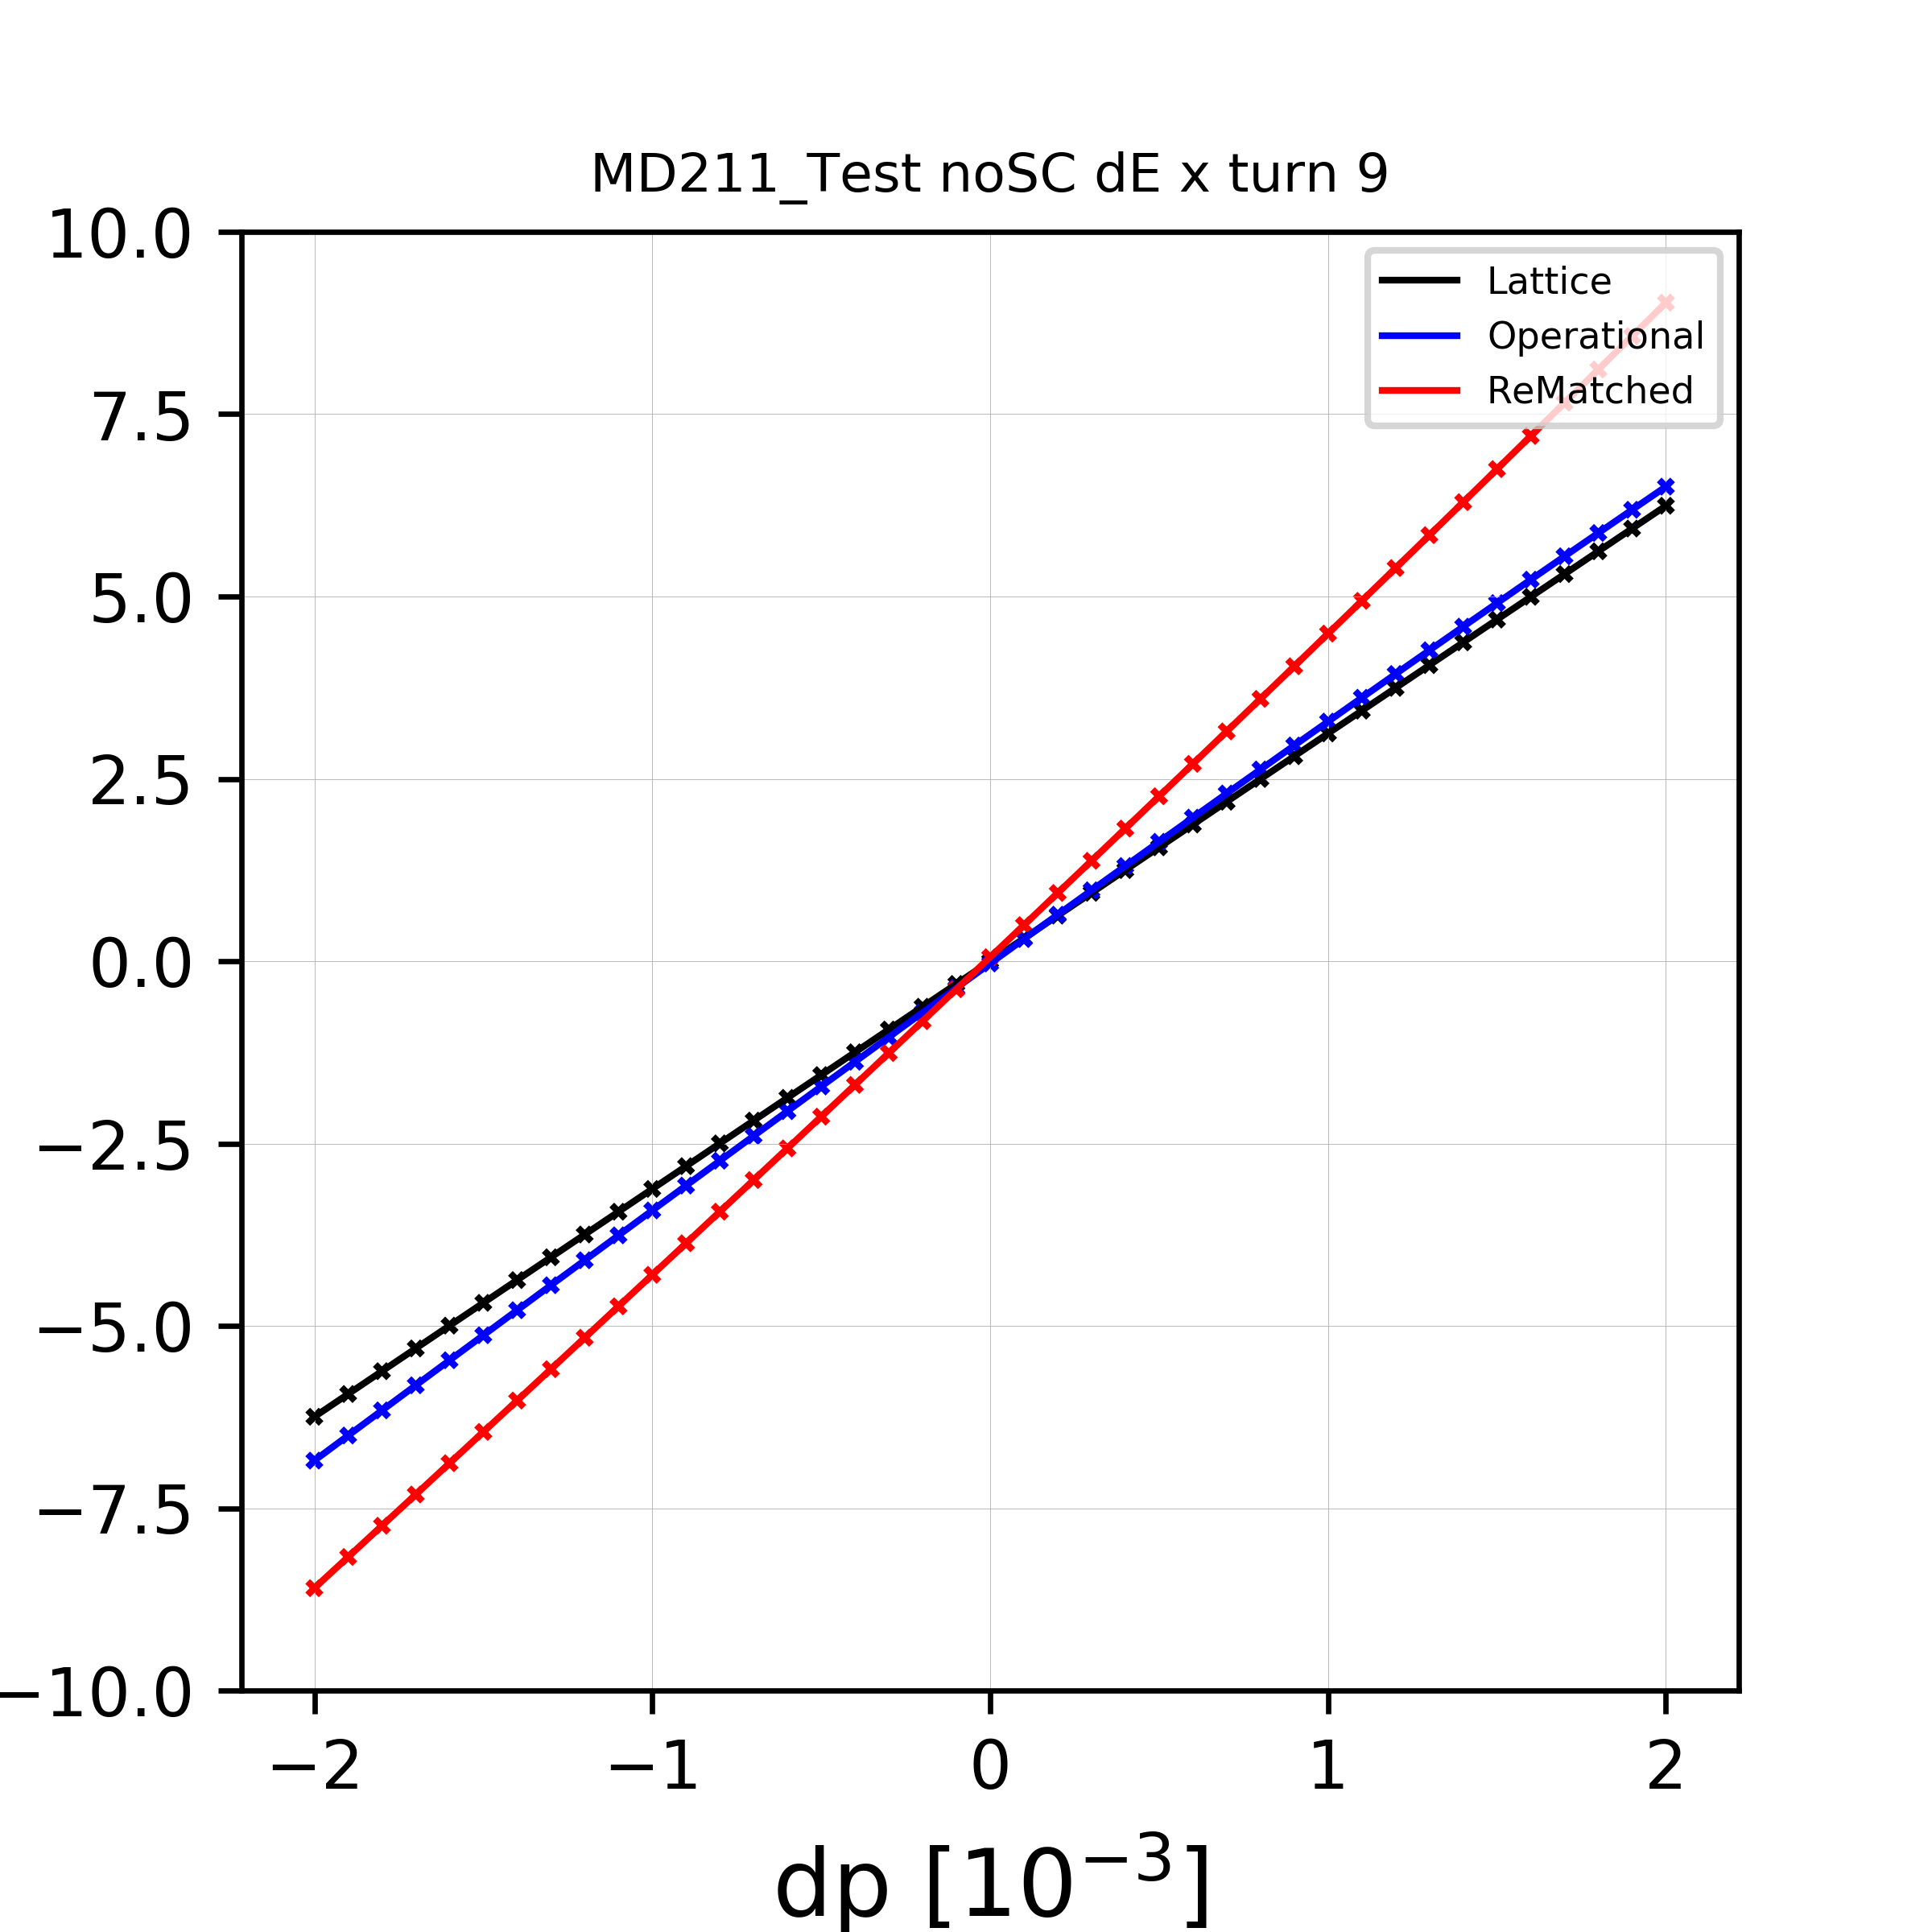 MD211_Test noSC dE x turn 9
10.0
7.5
5.0
2.5
0.0
−2.5
−5.0
−7.5
−10.0
Lattice
Operational
ReMatched
−2 −1 0 1 2
dp [10⁻³]